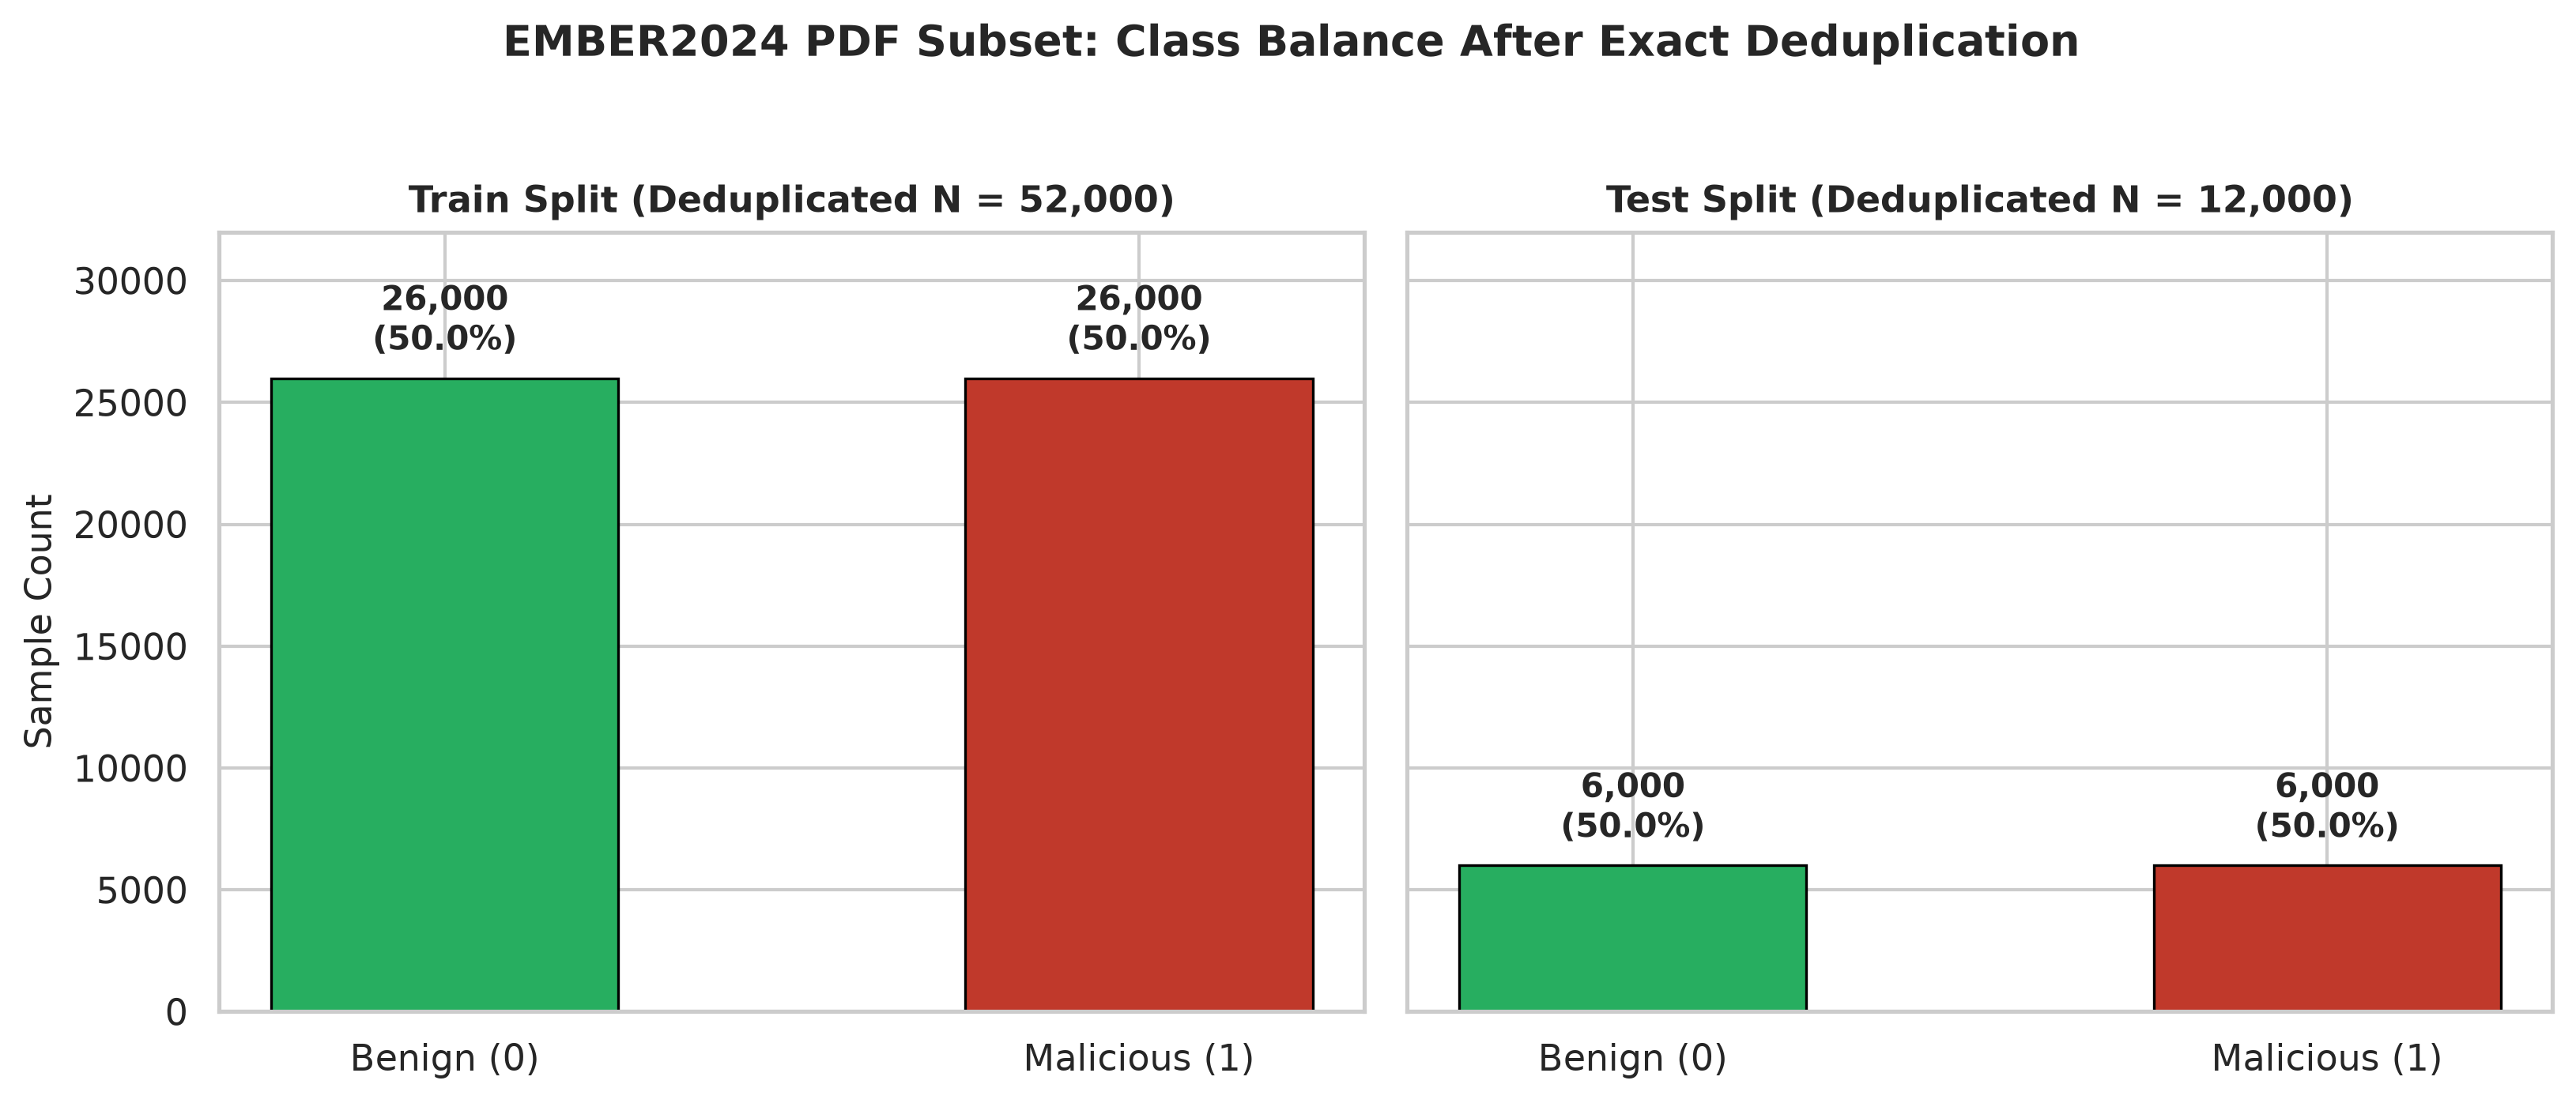 EMBER2024 PDF Subset: Class Balance After Exact Deduplication
Train Split (Deduplicated N = 52,000)
Sample Count
30000
25000
20000
15000
10000
5000
0
26,000
(50.0%)
26,000
(50.0%)
Benign (0)
Malicious (1)
Test Split (Deduplicated N = 12,000)
6,000
(50.0%)
6,000
(50.0%)
Benign (0)
Malicious (1)